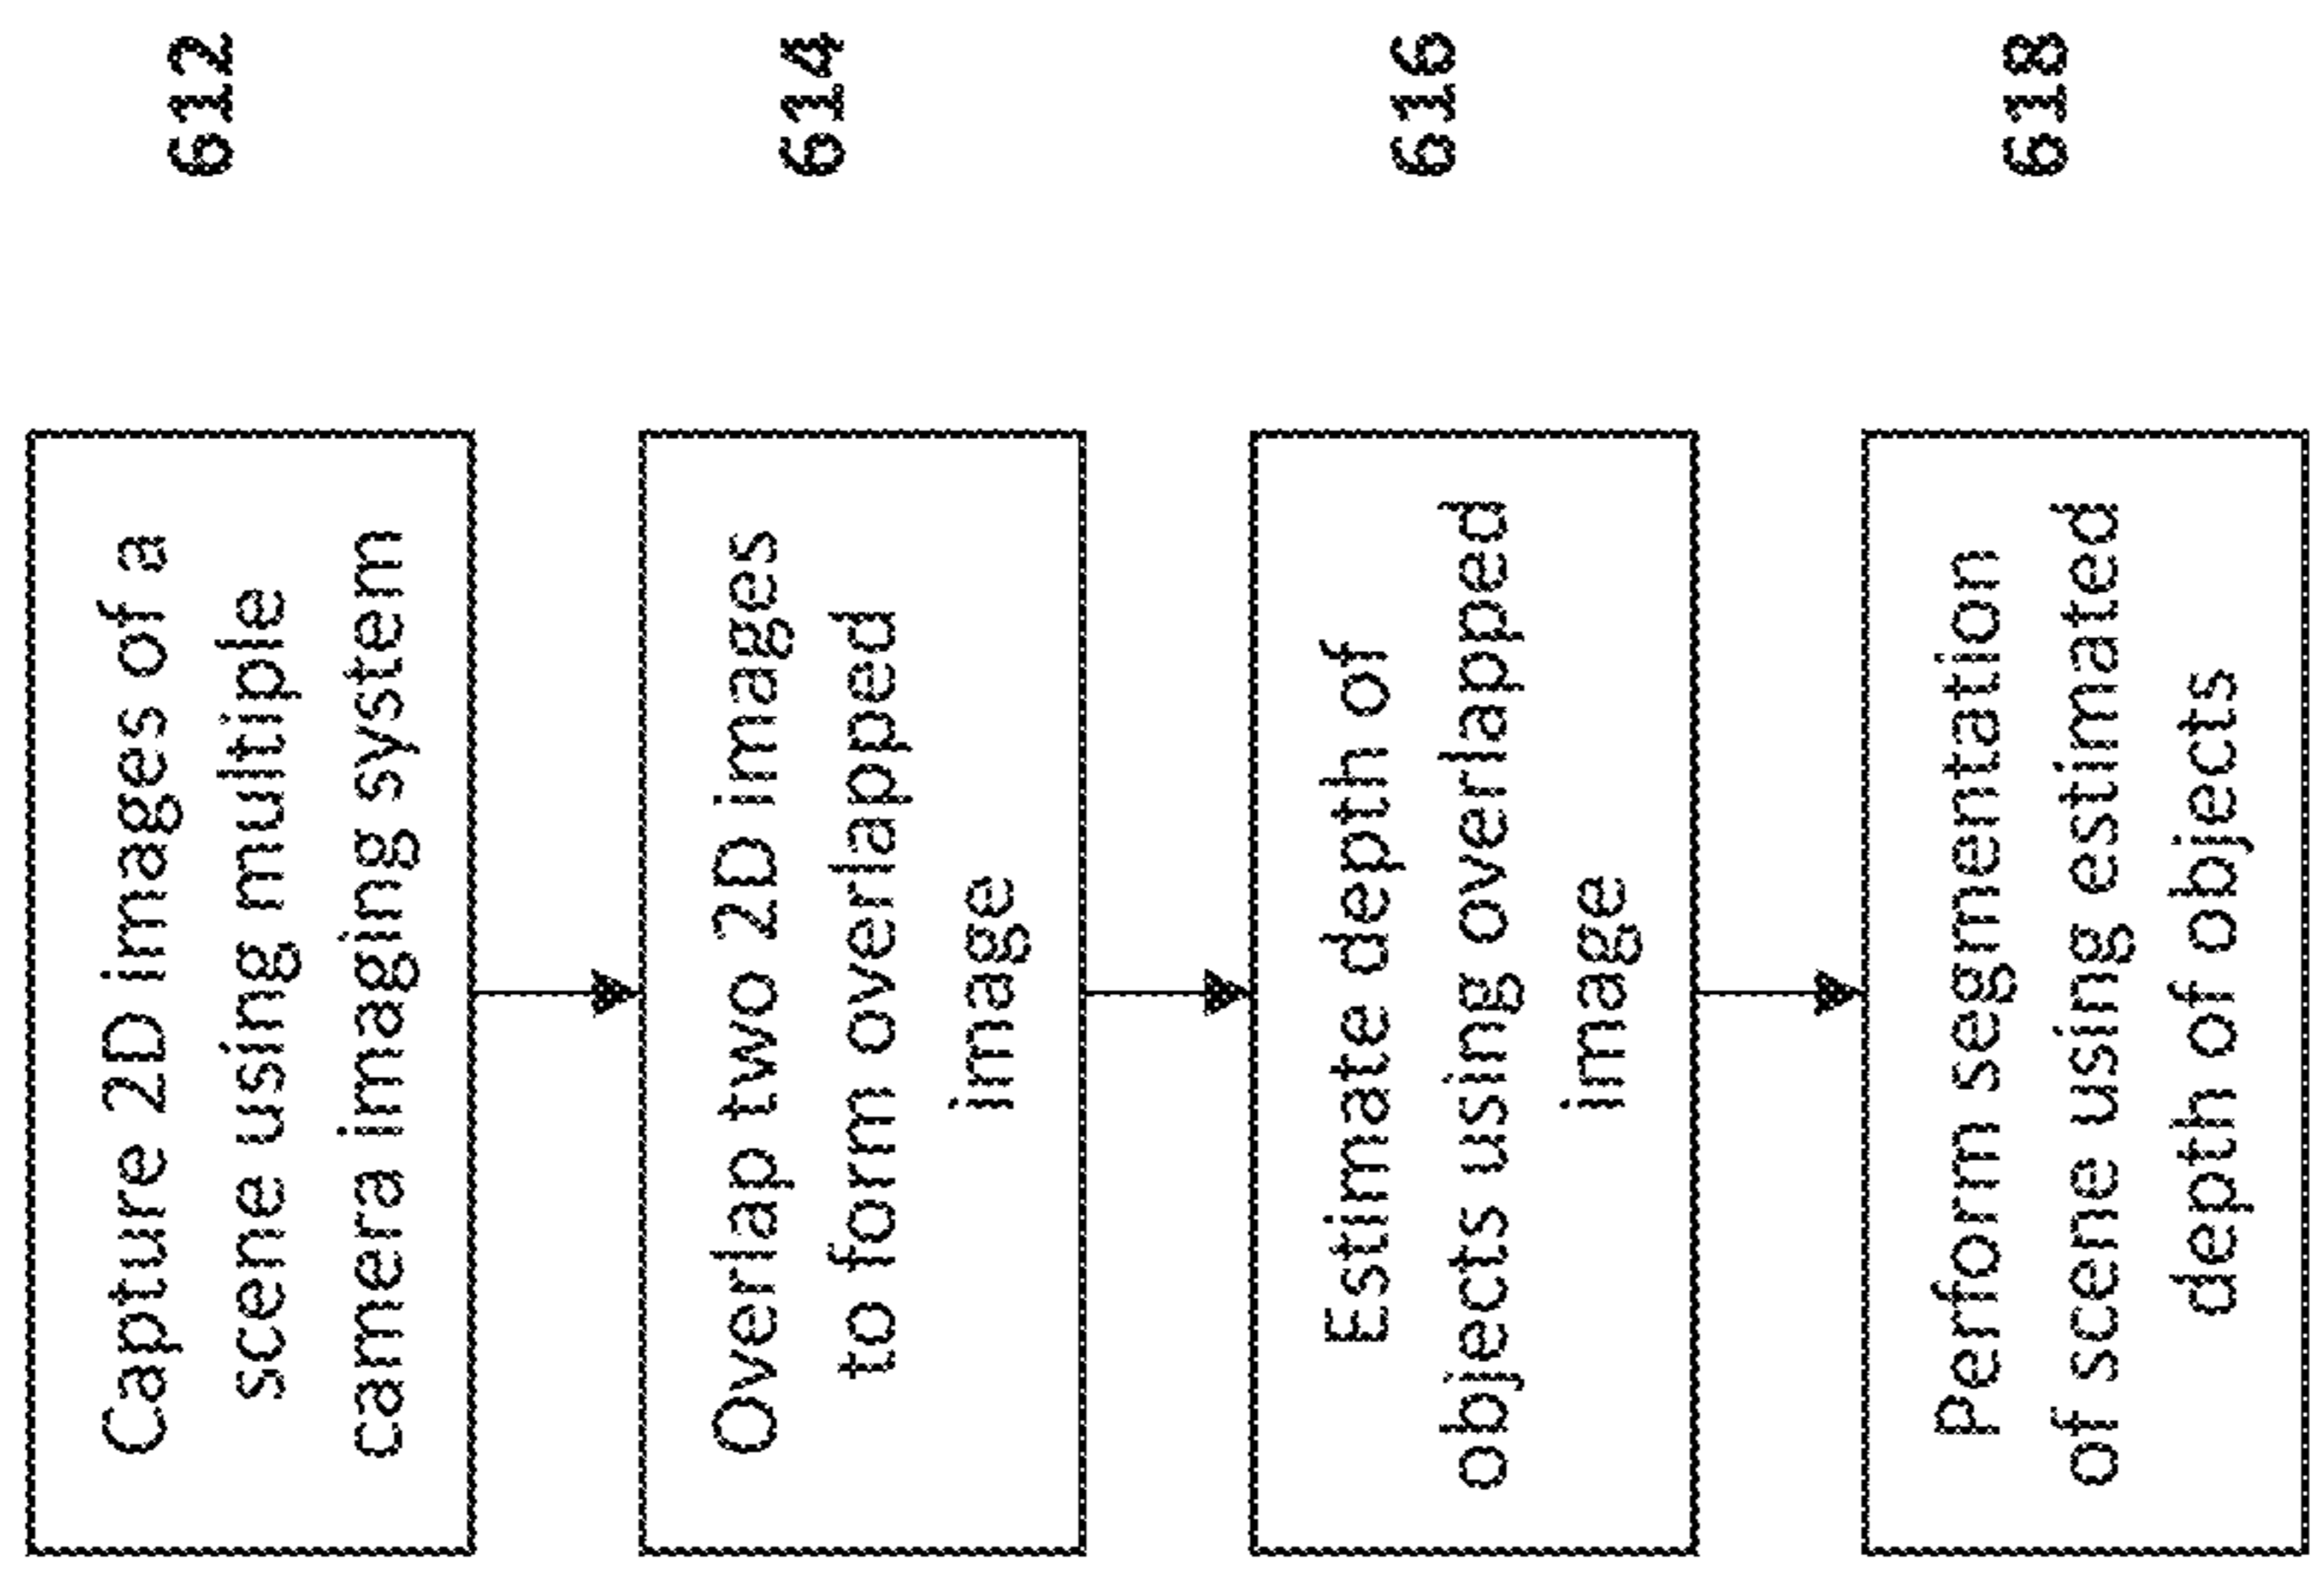 Capture 2D images of a
scene using multiple
camera imaging system
612
Overlap two 2D images
to form overlapped
image
614
Estimate depth of
objects using overlapped
image
616
Perform segmentation
of scene using estimated
depth of objects
618